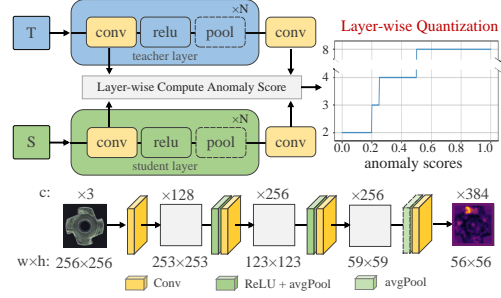 ×N
T
conv
relu
pool
conv
teacher layer
Layer-wise Compute Anomaly Score
×N
S
conv
relu
pool
conv
student layer
Layer-wise Quantization
8
6
4
3
2
0.0 0.2 0.4 0.6 0.8 1.0
anomaly scores
c: ×3 ×128 ×256 ×256 ×384
w×h: 256×256 253×253 123×123 59×59 56×56
Conv ReLU + avgPool avgPool